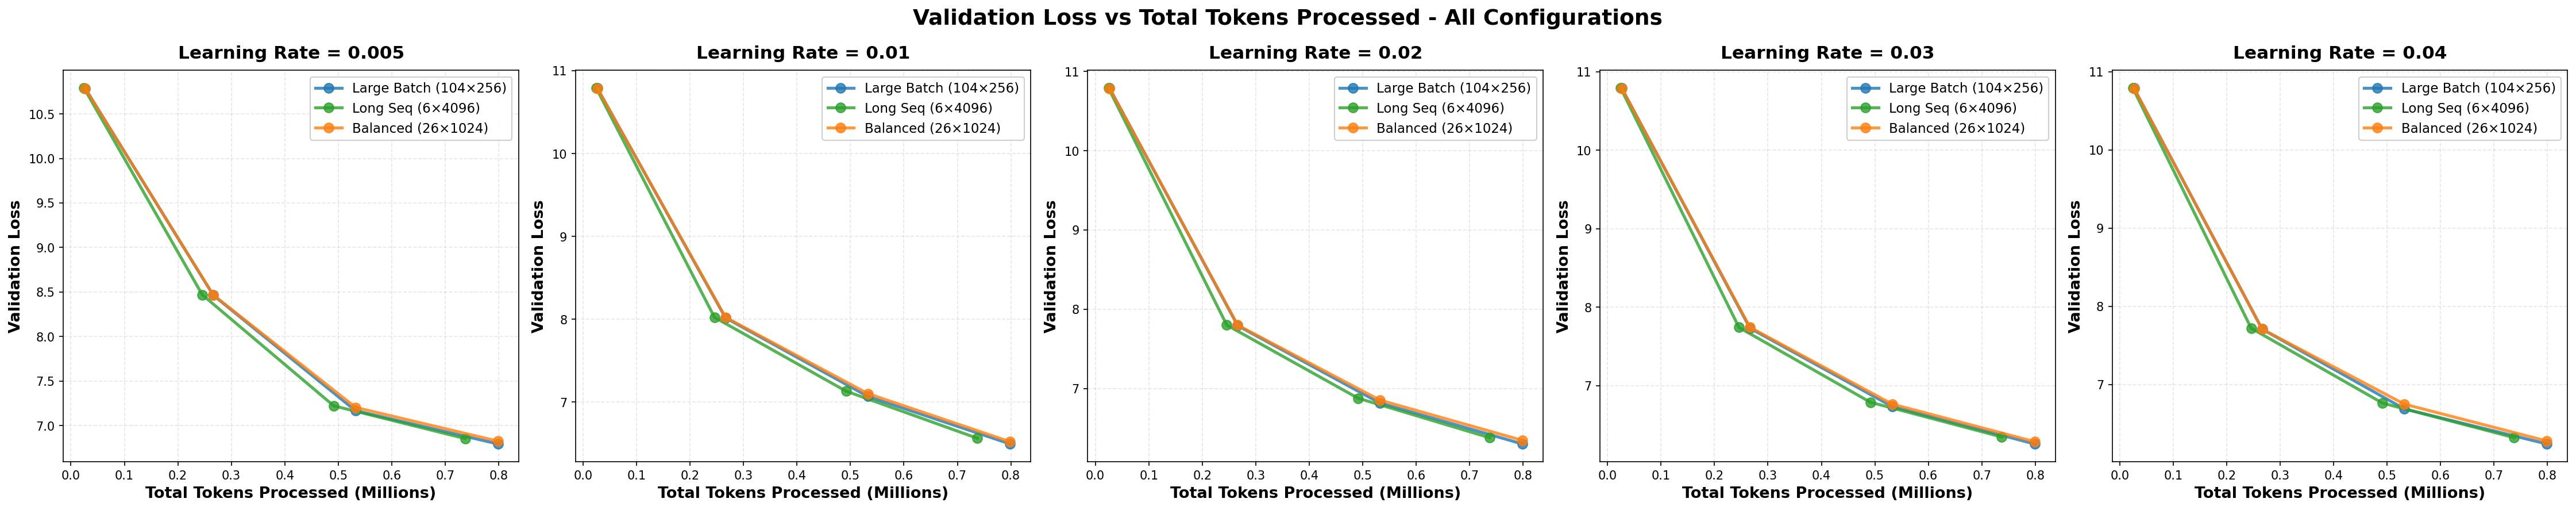 Validation Loss vs Total Tokens Processed - All Configurations
Learning Rate = 0.005
Large Batch (104×256)
Long Seq (6×4096)
Balanced (26×1024)
Validation Loss
10.5
10.0
9.5
9.0
8.5
8.0
7.5
7.0
0.0 0.1 0.2 0.3 0.4 0.5 0.6 0.7 0.8
Total Tokens Processed (Millions)
Learning Rate = 0.01
Large Batch (104×256)
Long Seq (6×4096)
Balanced (26×1024)
Validation Loss
11
10
9
8
7
0.0 0.1 0.2 0.3 0.4 0.5 0.6 0.7 0.8
Total Tokens Processed (Millions)
Learning Rate = 0.02
Large Batch (104×256)
Long Seq (6×4096)
Balanced (26×1024)
Validation Loss
11
10
9
8
7
0.0 0.1 0.2 0.3 0.4 0.5 0.6 0.7 0.8
Total Tokens Processed (Millions)
Learning Rate = 0.03
Large Batch (104×256)
Long Seq (6×4096)
Balanced (26×1024)
Validation Loss
11
10
9
8
7
0.0 0.1 0.2 0.3 0.4 0.5 0.6 0.7 0.8
Total Tokens Processed (Millions)
Learning Rate = 0.04
Large Batch (104×256)
Long Seq (6×4096)
Balanced (26×1024)
Validation Loss
11
10
9
8
7
0.0 0.1 0.2 0.3 0.4 0.5 0.6 0.7 0.8
Total Tokens Processed (Millions)